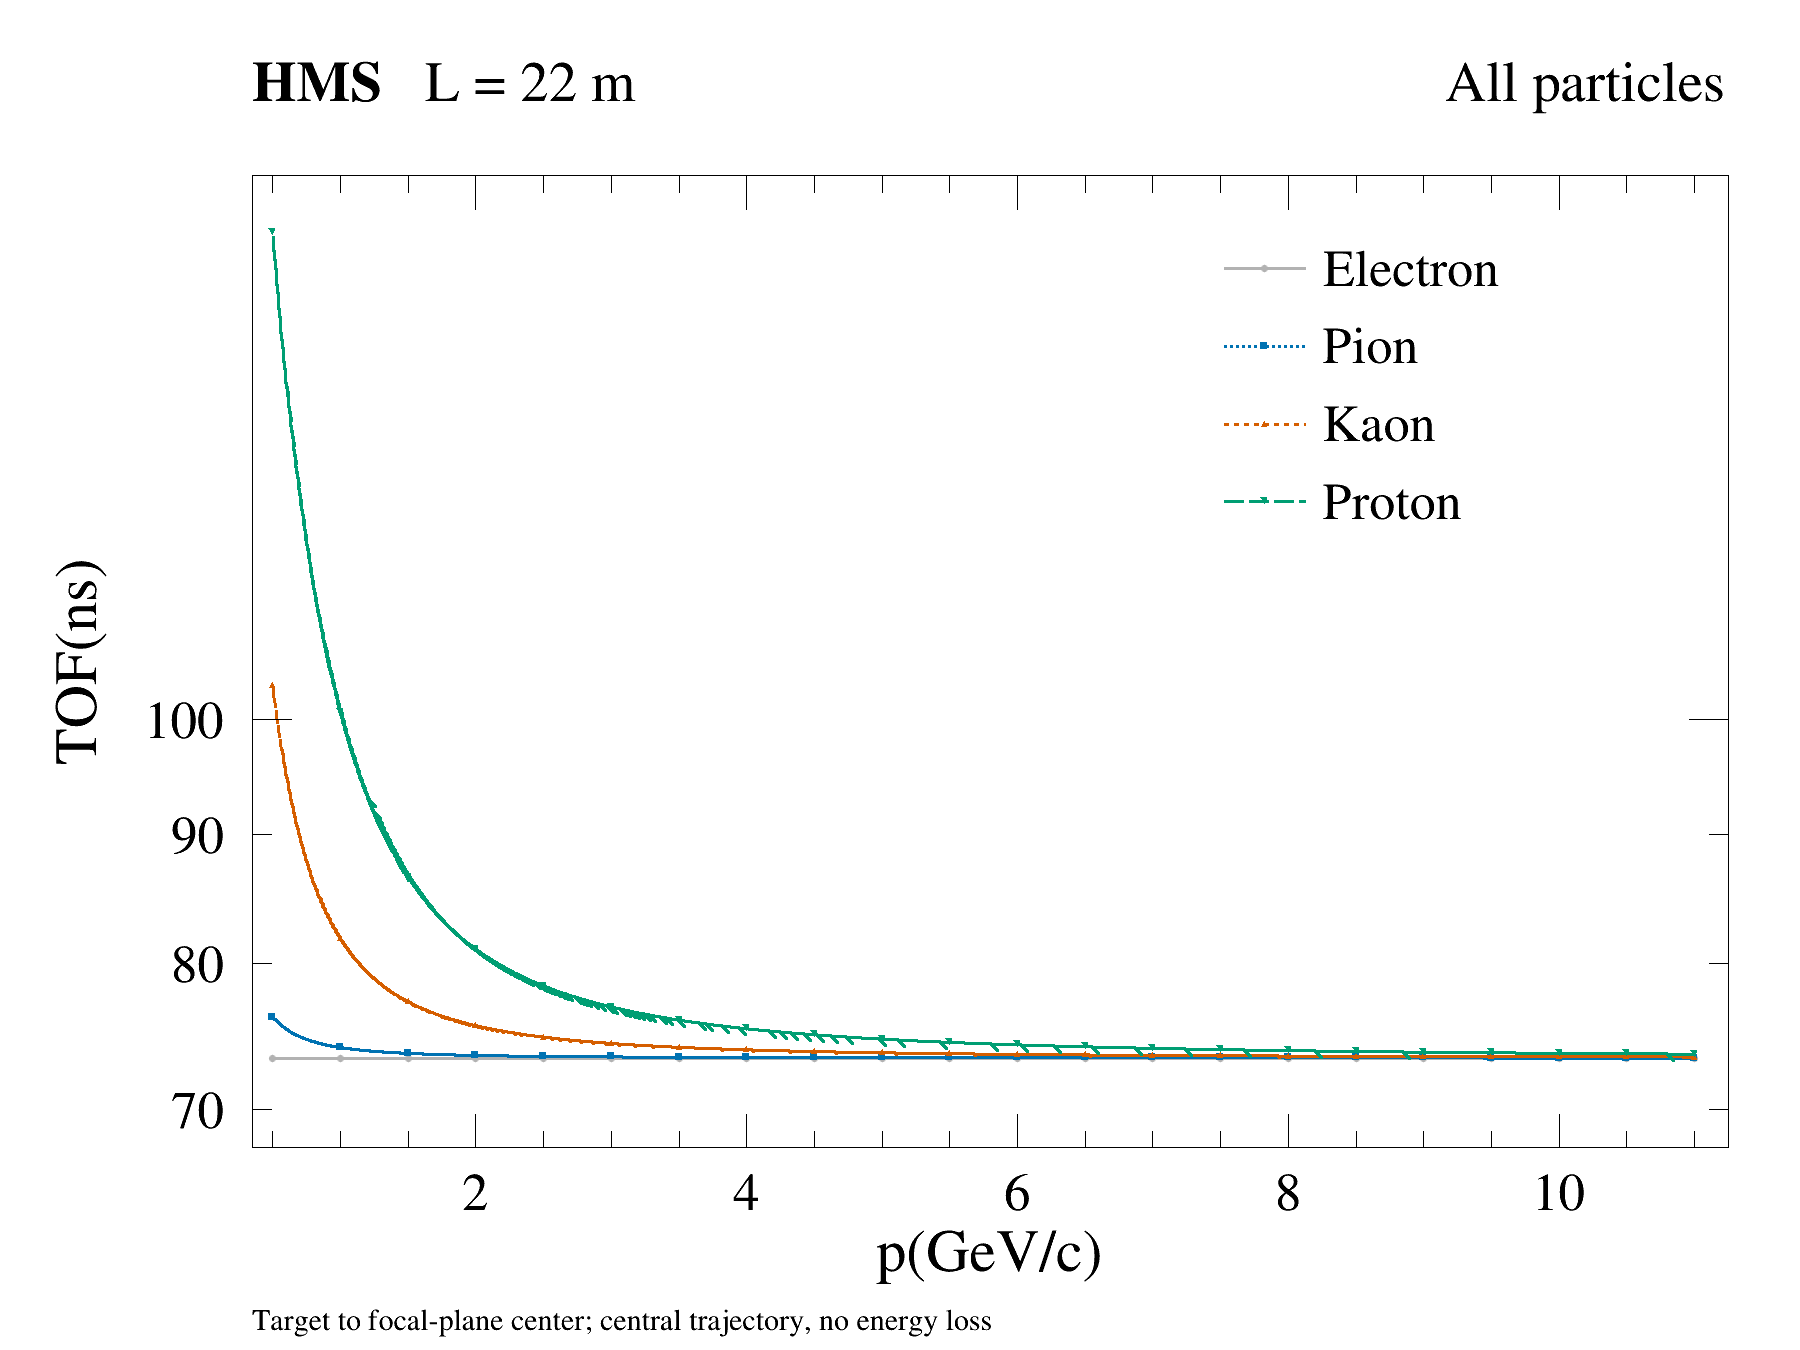 HMS L = 22 m
All particles
Electron
Pion
Kaon
Proton
TOF(ns)
100
90
80
70
2 4 6 8 10
p(GeV/c)
Target to focal-plane center; central trajectory, no energy loss